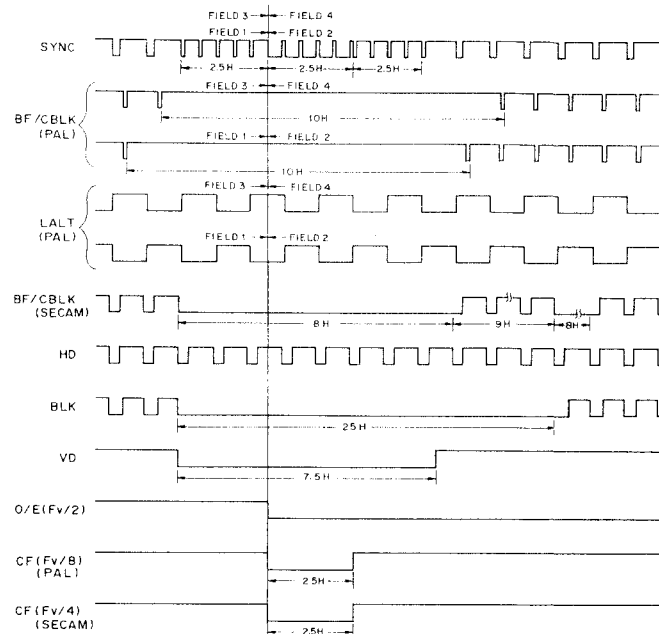 FIELD 3 FIELD 4
FIELD 1 FIELD 2
SYNC
2.5H 2.5H 2.5H
FIELD 3 FIELD 4
BF/CBLK
(PAL)
10H
FIELD 1 FIELD 2
10H
FIELD 3 FIELD 4
LALT
(PAL)
FIELD 1 FIELD 2
BF/CBLK
(SECAM)
8H 9H 8H
HD
BLK
25H
VD
7.5H
O/E(Fv/2)
CF(Fv/8)
(PAL)
2.5H
CF(Fv/4)
(SECAM)
2.5H